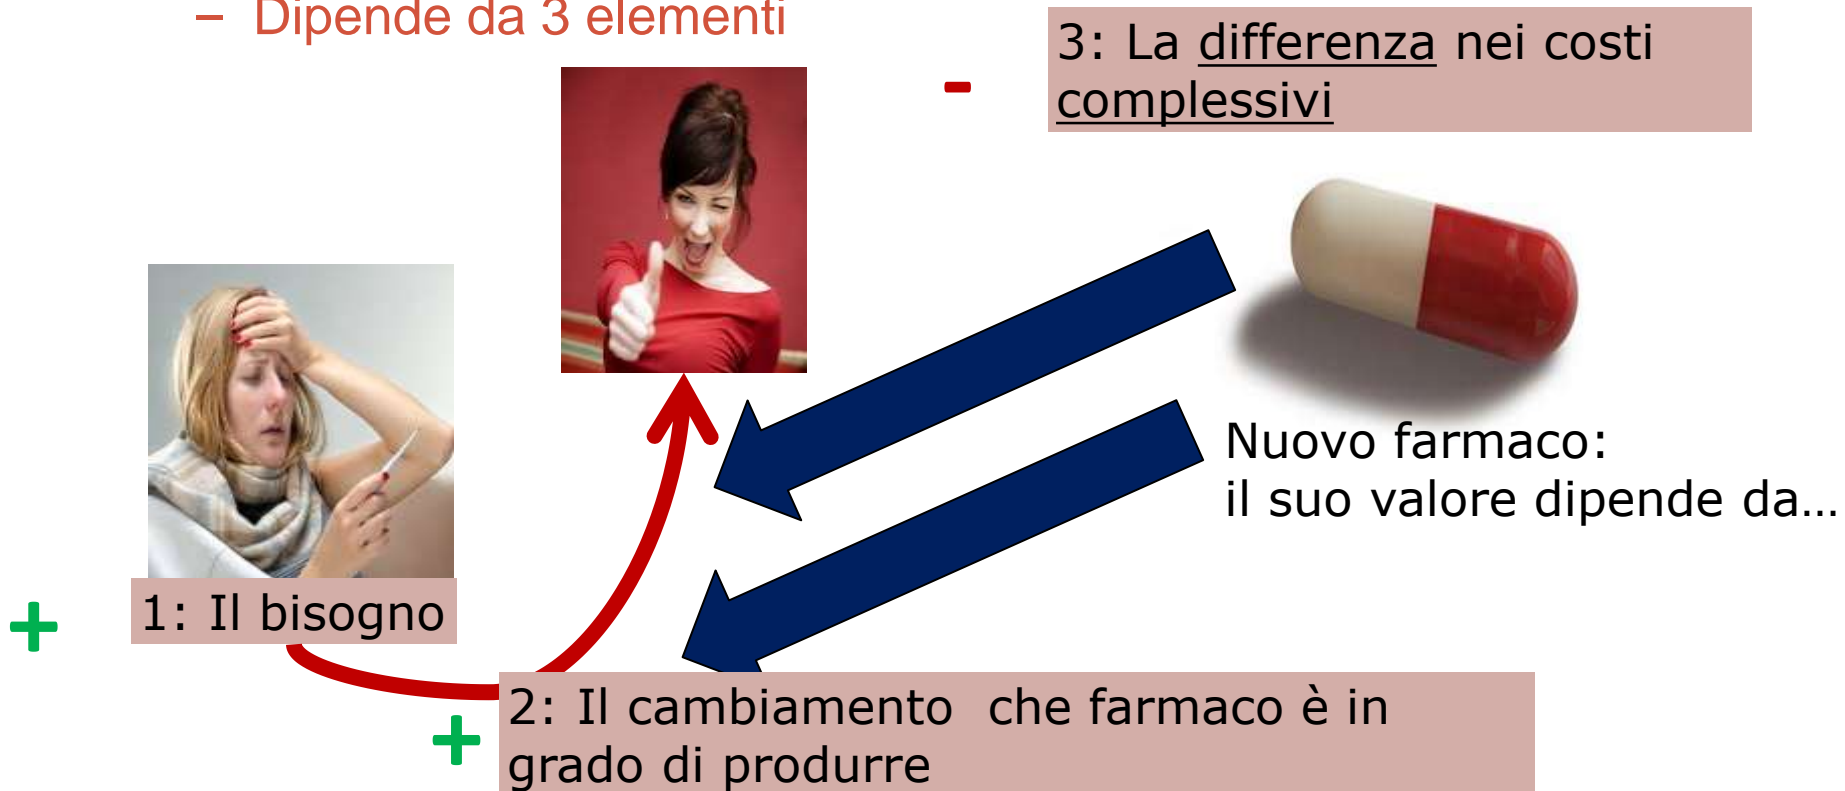 – Dipende da 3 elementi
-
3: La differenza nei costi
complessivi
Nuovo farmaco:
il suo valore dipende da...
+
1: Il bisogno
+
2: Il cambiamento che farmaco è in
grado di produrre